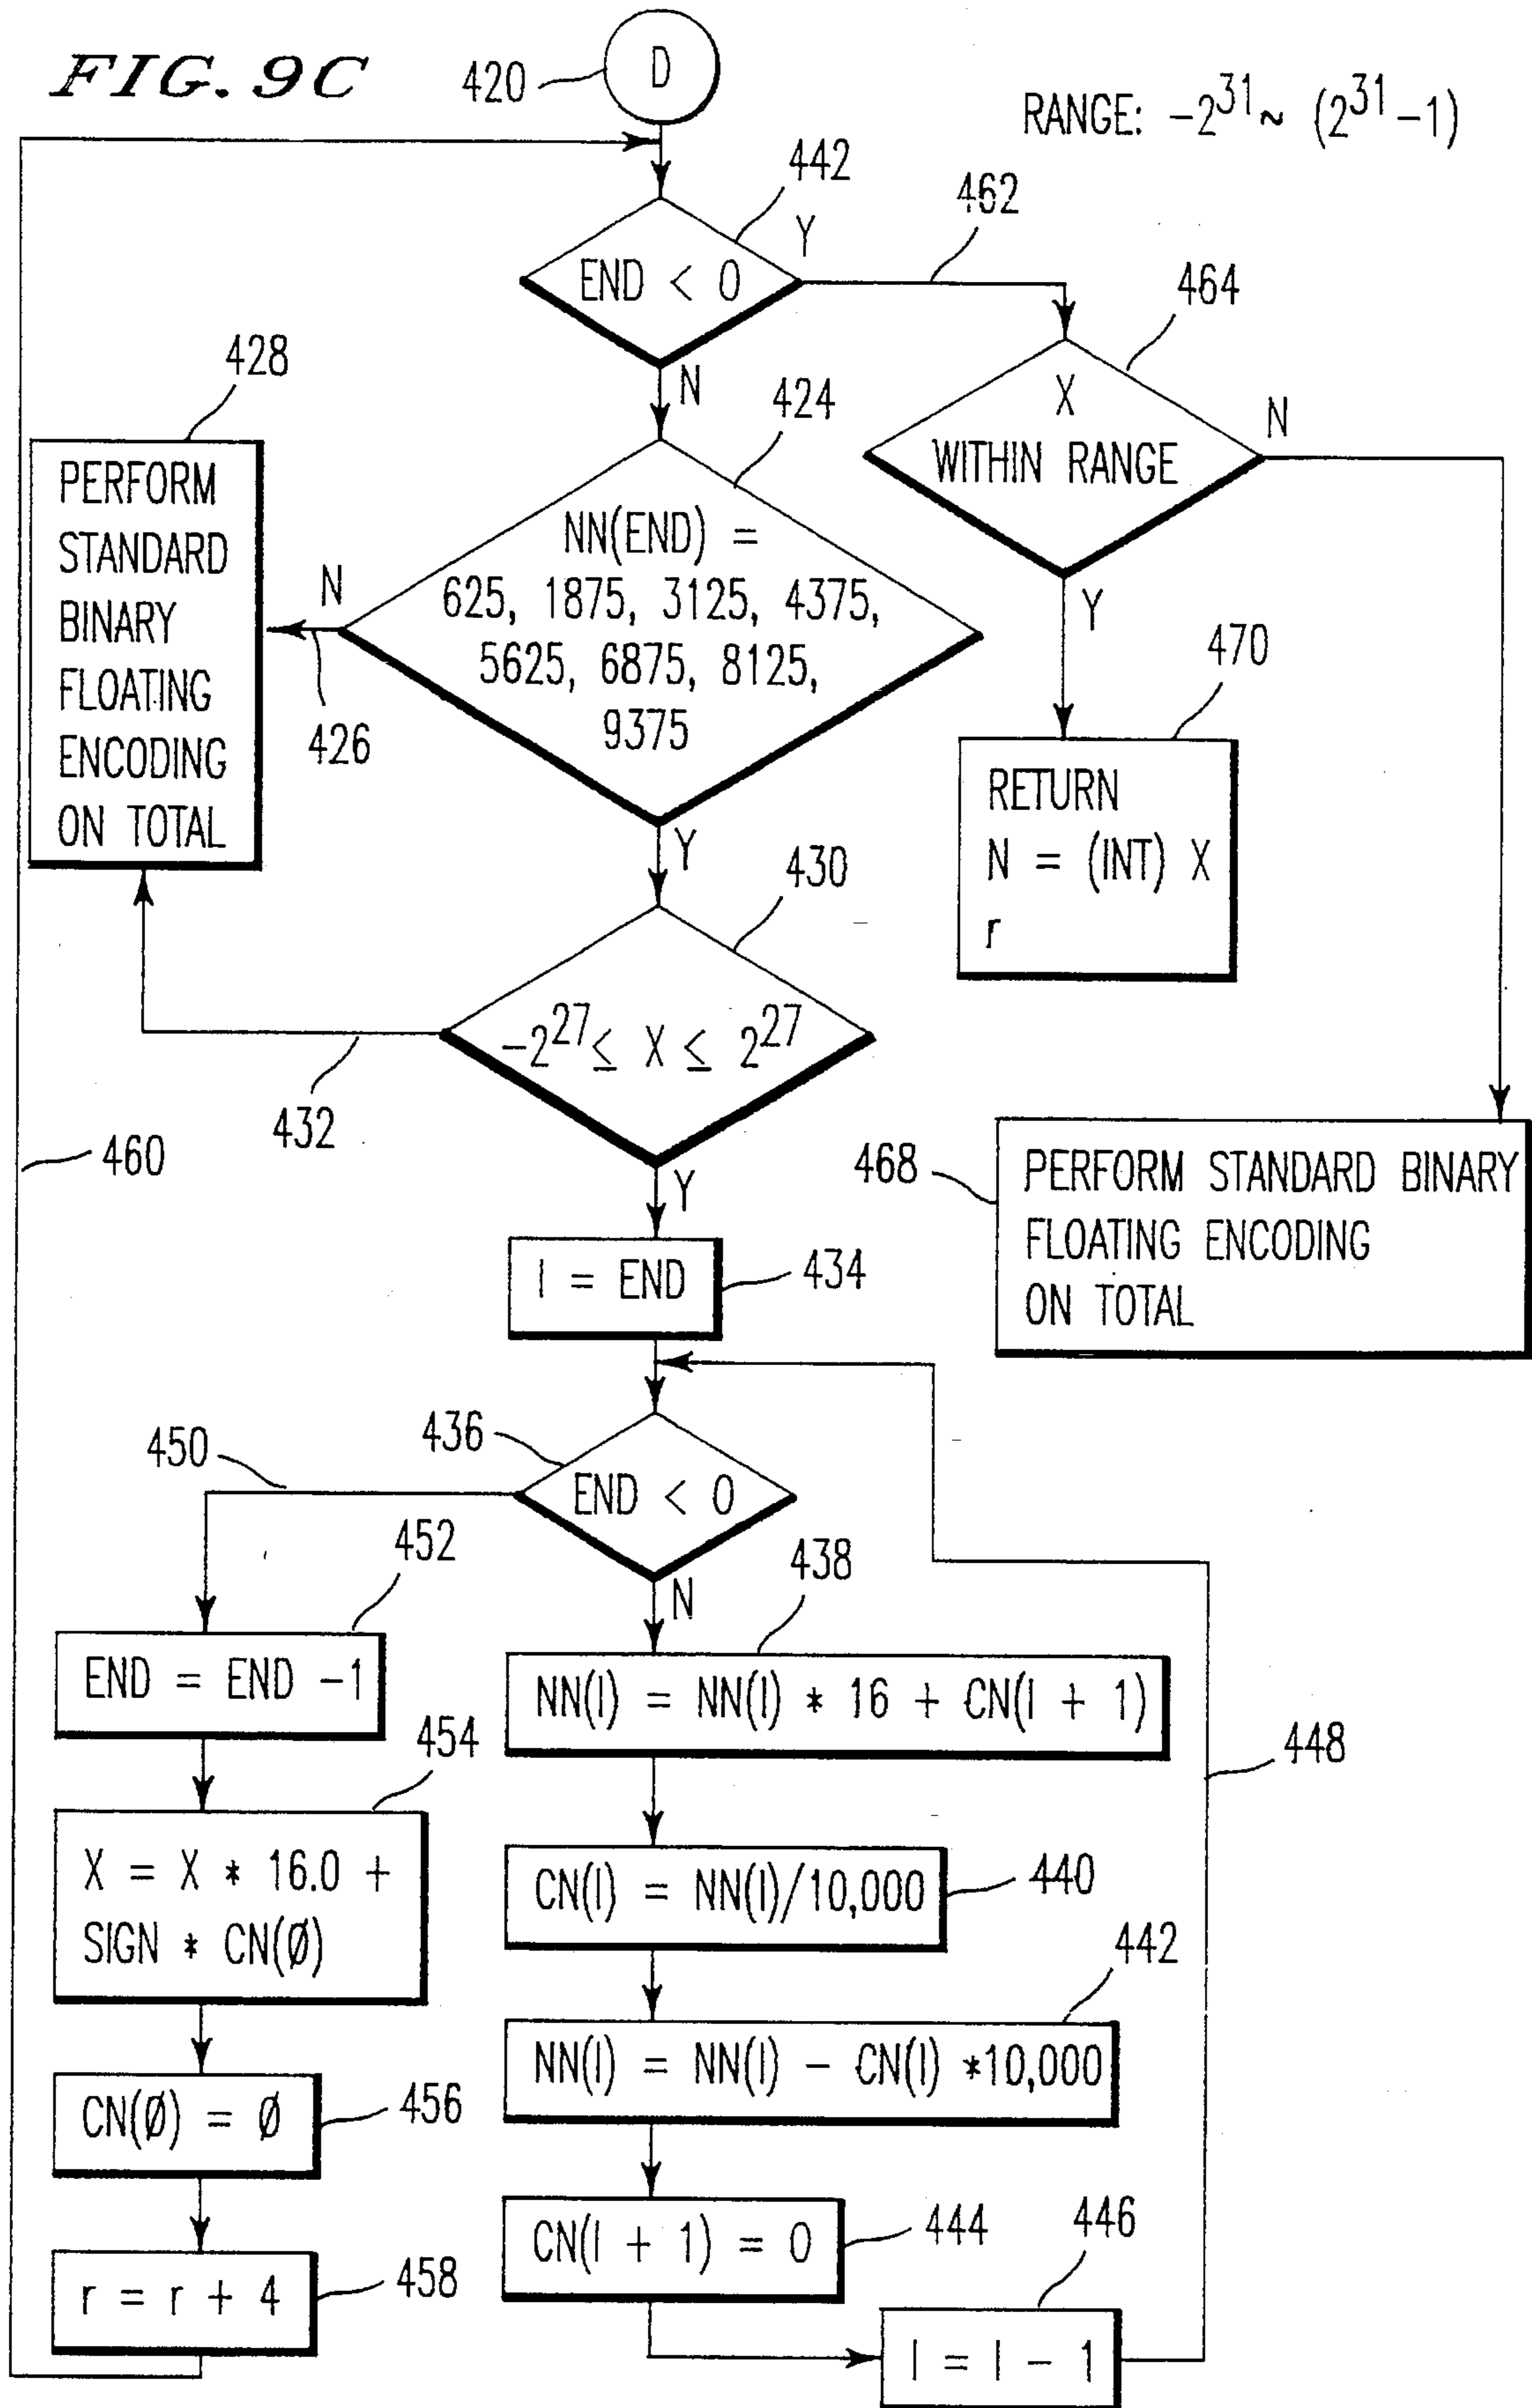 FIG. 9C
420
D
RANGE: -2^31 ~ (2^31 -1)
442
Y
462
END < 0
464
N
428
424
X
WITHIN RANGE
N
PERFORM
STANDARD
BINARY
FLOATING
ENCODING
ON TOTAL
N
426
NN(END) =
625, 1875, 3125, 4375,
5625, 6875, 8125,
9375
Y
470
RETURN
N = (INT) X
r
Y
430
-2^27 ≤ X ≤ 2^27
432
460
Y
468
PERFORM STANDARD BINARY
FLOATING ENCODING
ON TOTAL
I = END
434
436
450
END < 0
452
N
438
END = END -1
NN(I) = NN(I) * 16 + CN(I + 1)
454
448
X = X * 16.0 +
SIGN * CN(Ø)
CN(I) = NN(I)/10,000
440
442
NN(I) = NN(I) - CN(I) *10,000
CN(Ø) = Ø
456
CN(I + 1) = 0
444
446
r = r + 4
458
I = I - 1